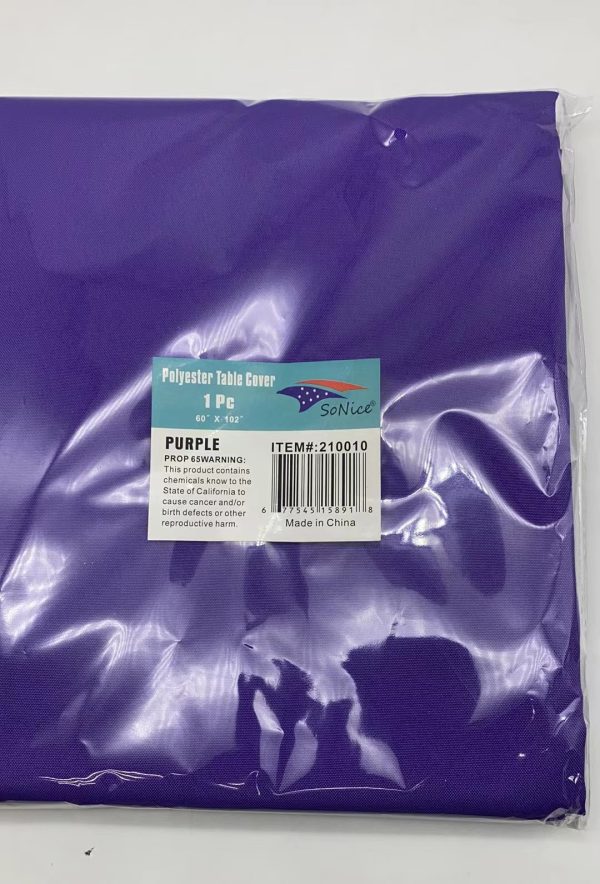 Polyester Table Cover
1 Pc
60" X 102"
SoNice®
PURPLE
PROP 65WARNING:
This product contains
chemicals know to the
State of California to
cause cancer and/or
birth defects or other
reproductive harm.
ITEM#:210010
6 77545 15891 8
Made in China